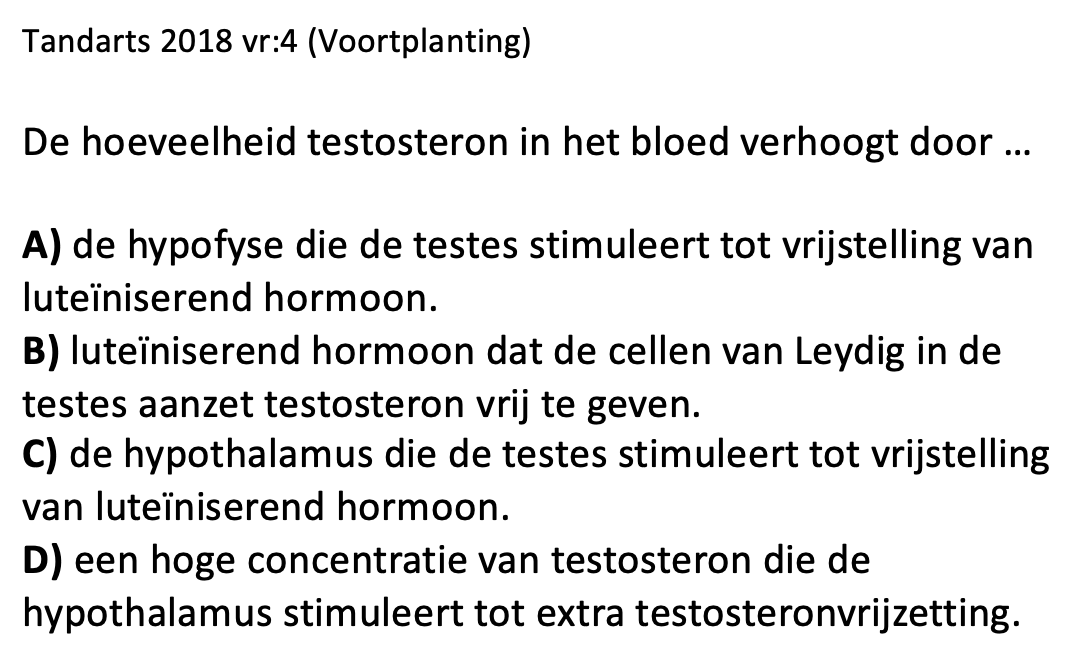 Tandarts 2018 vr:4 (Voortplanting)
De hoeveelheid testosteron in het bloed verhoogt door ...
A) de hypofyse die de testes stimuleert tot vrijstelling van
luteïniserend hormoon.
B) luteïniserend hormoon dat de cellen van Leydig in de
testes aanzet testosteron vrij te geven.
C) de hypothalamus die de testes stimuleert tot vrijstelling
van luteïniserend hormoon.
D) een hoge concentratie van testosteron die de
hypothalamus stimuleert tot extra testosteronvrijzetting.